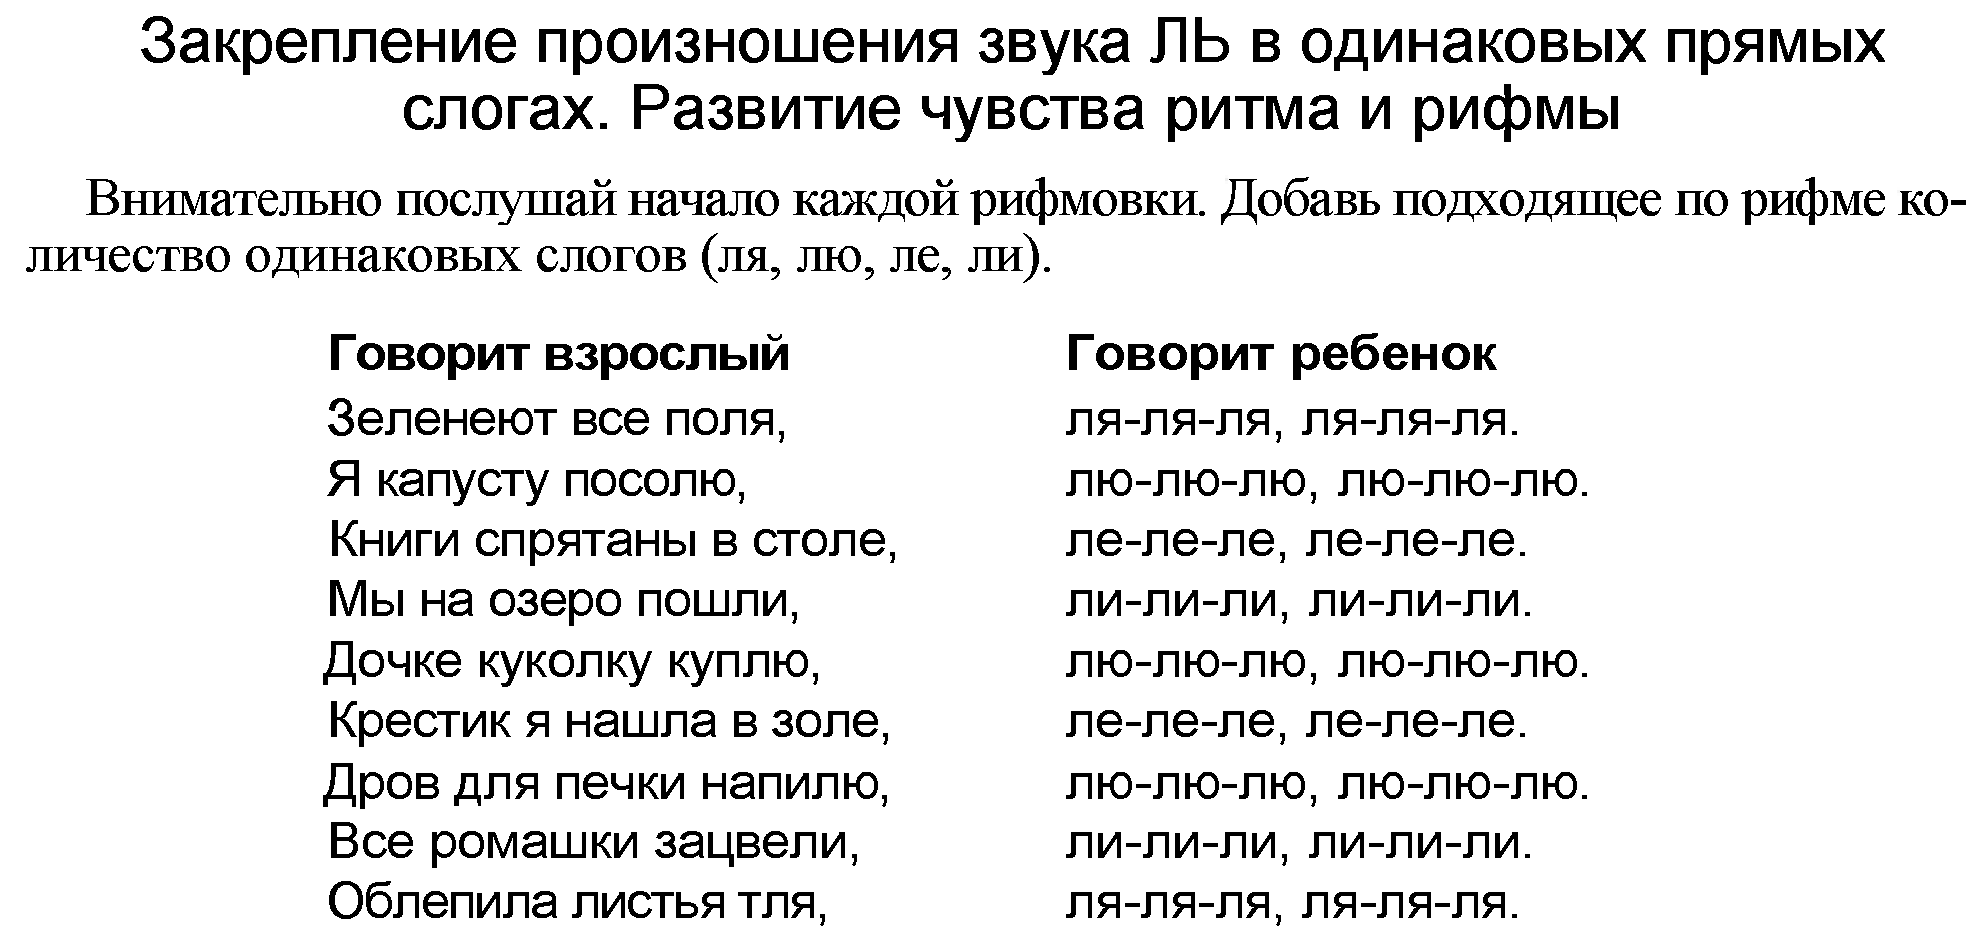 Закрепление произношения звука ЛЬ в одинаковых прямых
слогах. Развитие чувства ритма и рифмы
Внимательно послушай начало каждой рифмовки. Добавь подходящее по рифме ко-
личество одинаковых слогов (ля, лю, ле, ли).
Говорит взрослый Говорит ребенок
Зеленеют все поля, ля-ля-ля, ля-ля-ля.
Я капусту посолю, лю-лю-лю, лю-лю-лю.
Книги спрятаны в столе, ле-ле-ле, ле-ле-ле.
Мы на озеро пошли, ли-ли-ли, ли-ли-ли.
Дочке куколку куплю, лю-лю-лю, лю-лю-лю.
Крестик я нашла в золе, ле-ле-ле, ле-ле-ле.
Дров для печки напилю, лю-лю-лю, лю-лю-лю.
Все ромашки зацвели, ли-ли-ли, ли-ли-ли.
Облепила листья тля, ля-ля-ля, ля-ля-ля.